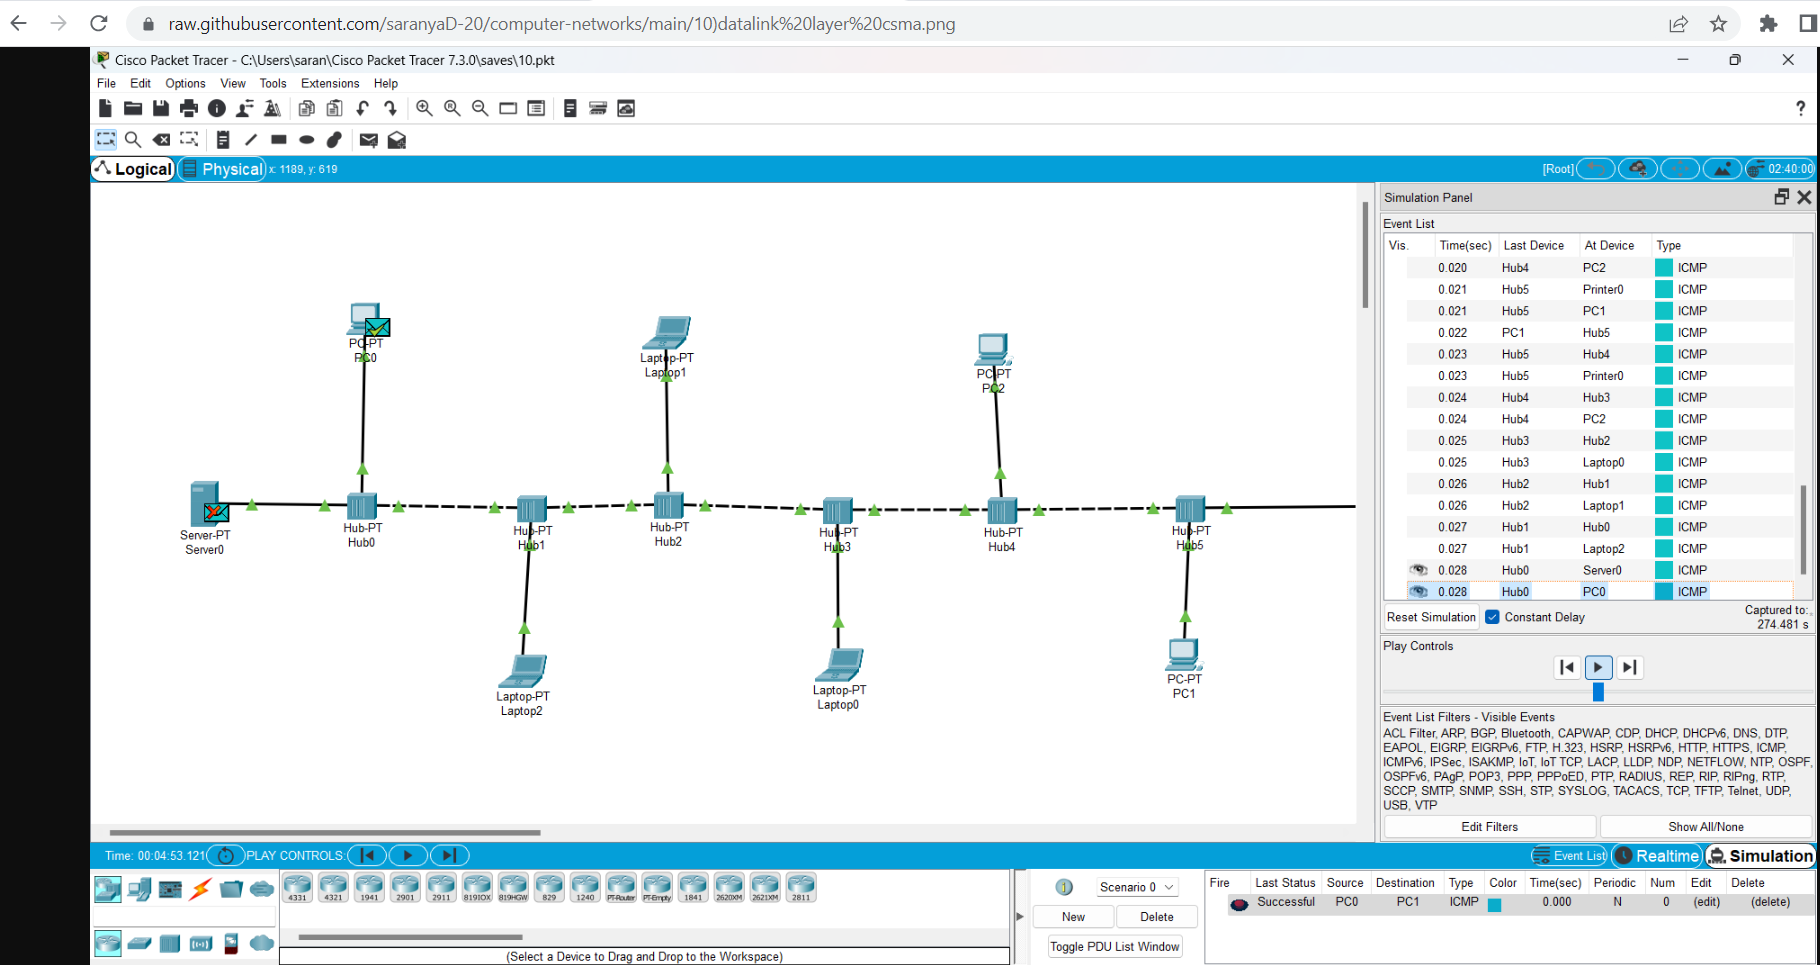 raw.githubusercontent.com/saranyaD-20/computer-networks/main/10)datalink%20layer%20csma.png
Cisco Packet Tracer - C:\Users\saran\Cisco Packet Tracer 7.3.0\saves\10.pkt
File Edit Options View Tools Extensions Help
?
Logical Physical x: 1189, y: 619 [Root] 02:40:00
PC-PT
PC0
Laptop-PT
Laptop1
PC-PT
PC2
Server-PT
Server0
Hub-PT
Hub0
Hub-PT
Hub1
Hub-PT
Hub2
Hub-PT
Hub3
Hub-PT
Hub4
Hub-PT
Hub5
Laptop-PT
Laptop2
Laptop-PT
Laptop0
PC-PT
PC1
Simulation Panel
Event List
Vis. Time(sec) Last Device At Device Type
0.020 Hub4 PC2 ICMP
0.021 Hub5 Printer0 ICMP
0.021 Hub5 PC1 ICMP
0.022 PC1 Hub5 ICMP
0.023 Hub5 Hub4 ICMP
0.023 Hub5 Printer0 ICMP
0.024 Hub4 Hub3 ICMP
0.024 Hub4 PC2 ICMP
0.025 Hub3 Hub2 ICMP
0.025 Hub3 Laptop0 ICMP
0.026 Hub2 Hub1 ICMP
0.026 Hub2 Laptop1 ICMP
0.027 Hub1 Hub0 ICMP
0.027 Hub1 Laptop2 ICMP
0.028 Hub0 Server0 ICMP
0.028 Hub0 PC0 ICMP
Reset Simulation Constant Delay Captured to:
274.481 s
Play Controls
Event List Filters - Visible Events
ACL Filter, ARP, BGP, Bluetooth, CAPWAP, CDP, DHCP, DHCPv6, DNS, DTP,
EAPOL, EIGRP, EIGRPv6, FTP, H.323, HSRP, HSRPv6, HTTP, HTTPS, ICMP,
ICMPv6, IPSec, ISAKMP, IoT, IoT TCP, LACP, LLDP, NDP, NETFLOW, NTP, OSPF,
OSPFv6, PAgP, POP3, PPP, PPPoED, PTP, RADIUS, REP, RIP, RIPng, RTP,
SCCP, SMTP, SNMP, SSH, STP, SYSLOG, TACACS, TCP, TFTP, Telnet, UDP,
USB, VTP
Edit Filters Show All/None
Time: 00:04:53.121 PLAY CONTROLS: Event List Realtime Simulation
4331 4321 1941 2901 2911 819IOX 819HGW 829 1240 PT-Router PT-Empty 1841 2620XM 2621XM 2811
(Select a Device to Drag and Drop to the Workspace)
Scenario 0
New Delete
Toggle PDU List Window
Fire Last Status Source Destination Type Color Time(sec) Periodic Num Edit Delete
Successful PC0 PC1 ICMP 0.000 N 0 (edit) (delete)